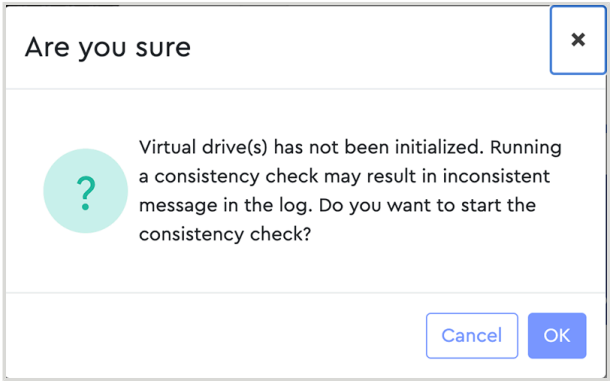 Are you sure
Virtual drive(s) has not been initialized. Running
a consistency check may result in inconsistent
message in the log. Do you want to start the
consistency check?
Cancel
OK